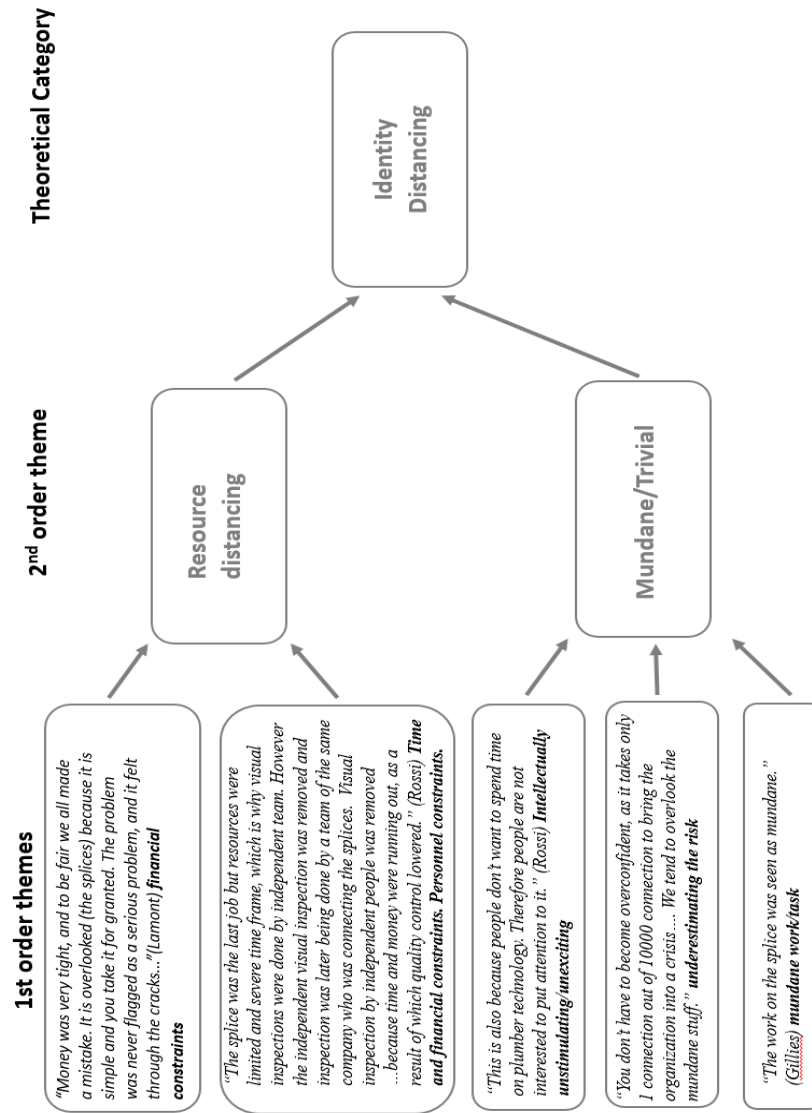 1st order themes
2nd order theme
Theoretical Category
“Money was very tight, and to be fair we all made
a mistake. It is overlooked (the splices) because it is
simple and you take it for granted. The problem
was never flagged as a serious problem, and it felt
through the cracks...”(Lamont) financial
constraints
“The splice was the last job but resources were
limited and severe time frame, which is why visual
inspections were done by independent team. However
the independent visual inspection was removed and
inspection was later being done by a team of the same
company who was connecting the splices. Visual
inspection by independent people was removed
...because time and money were running out, as a
result of which quality control lowered.” (Rossi) Time
and financial constraints. Personnel constraints.
“This is also because people don’t want to spend time
on plumber technology. Therefore people are not
interested to put attention to it.” (Rossi) Intellectually
unstimulating/unexciting
“You don’t have to become overconfident, as it takes only
1 connection out of 10000 connection to bring the
organization into a crisis…. We tend to overlook the
mundane stuff.” underestimating the risk
“The work on the splice was seen as mundane.”
(Gillies) mundane work/task
Resource
distancing
Mundane/Trivial
Identity
Distancing